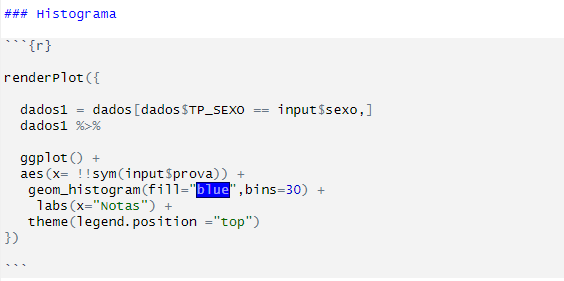 ### Histograma
```{r}
renderPlot({
dados1 = dados[dados$TP_SEXO == input$sexo,]
dados1 %>%
ggplot() +
aes(x= !!sym(input$prova)) +
geom_histogram(fill="blue",bins=30) +
labs(x="Notas") +
theme(legend.position ="top")
})
```